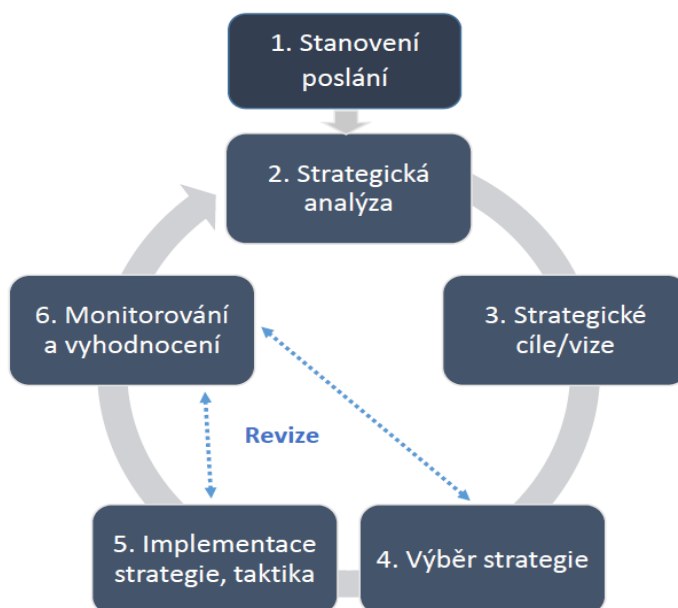 1. Stanovení
poslání
2. Strategická
analýza
3. Strategické
cíle/vize
4. Výběr strategie
5. Implementace
strategie, taktika
6. Monitorování
a vyhodnocení
Revize